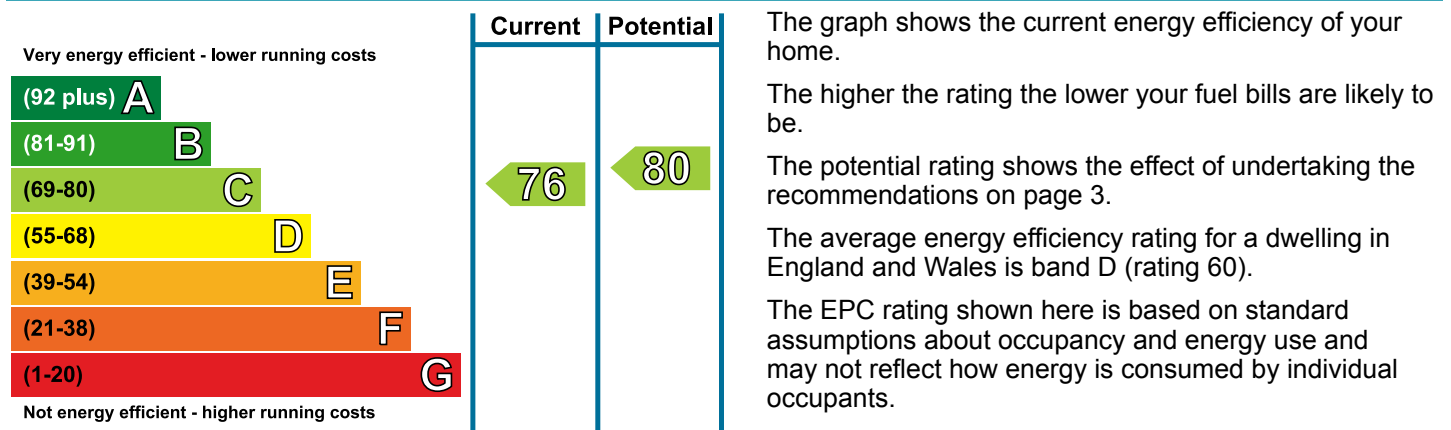 Current Potential
Very energy efficient - lower running costs
(92 plus) A
(81-91) B
(69-80) C
(55-68) D
(39-54) E
(21-38) F
(1-20) G
Not energy efficient - higher running costs
76
80
The graph shows the current energy efficiency of your
home.
The higher the rating the lower your fuel bills are likely to
be.
The potential rating shows the effect of undertaking the
recommendations on page 3.
The average energy efficiency rating for a dwelling in
England and Wales is band D (rating 60).
The EPC rating shown here is based on standard
assumptions about occupancy and energy use and
may not reflect how energy is consumed by individual
occupants.